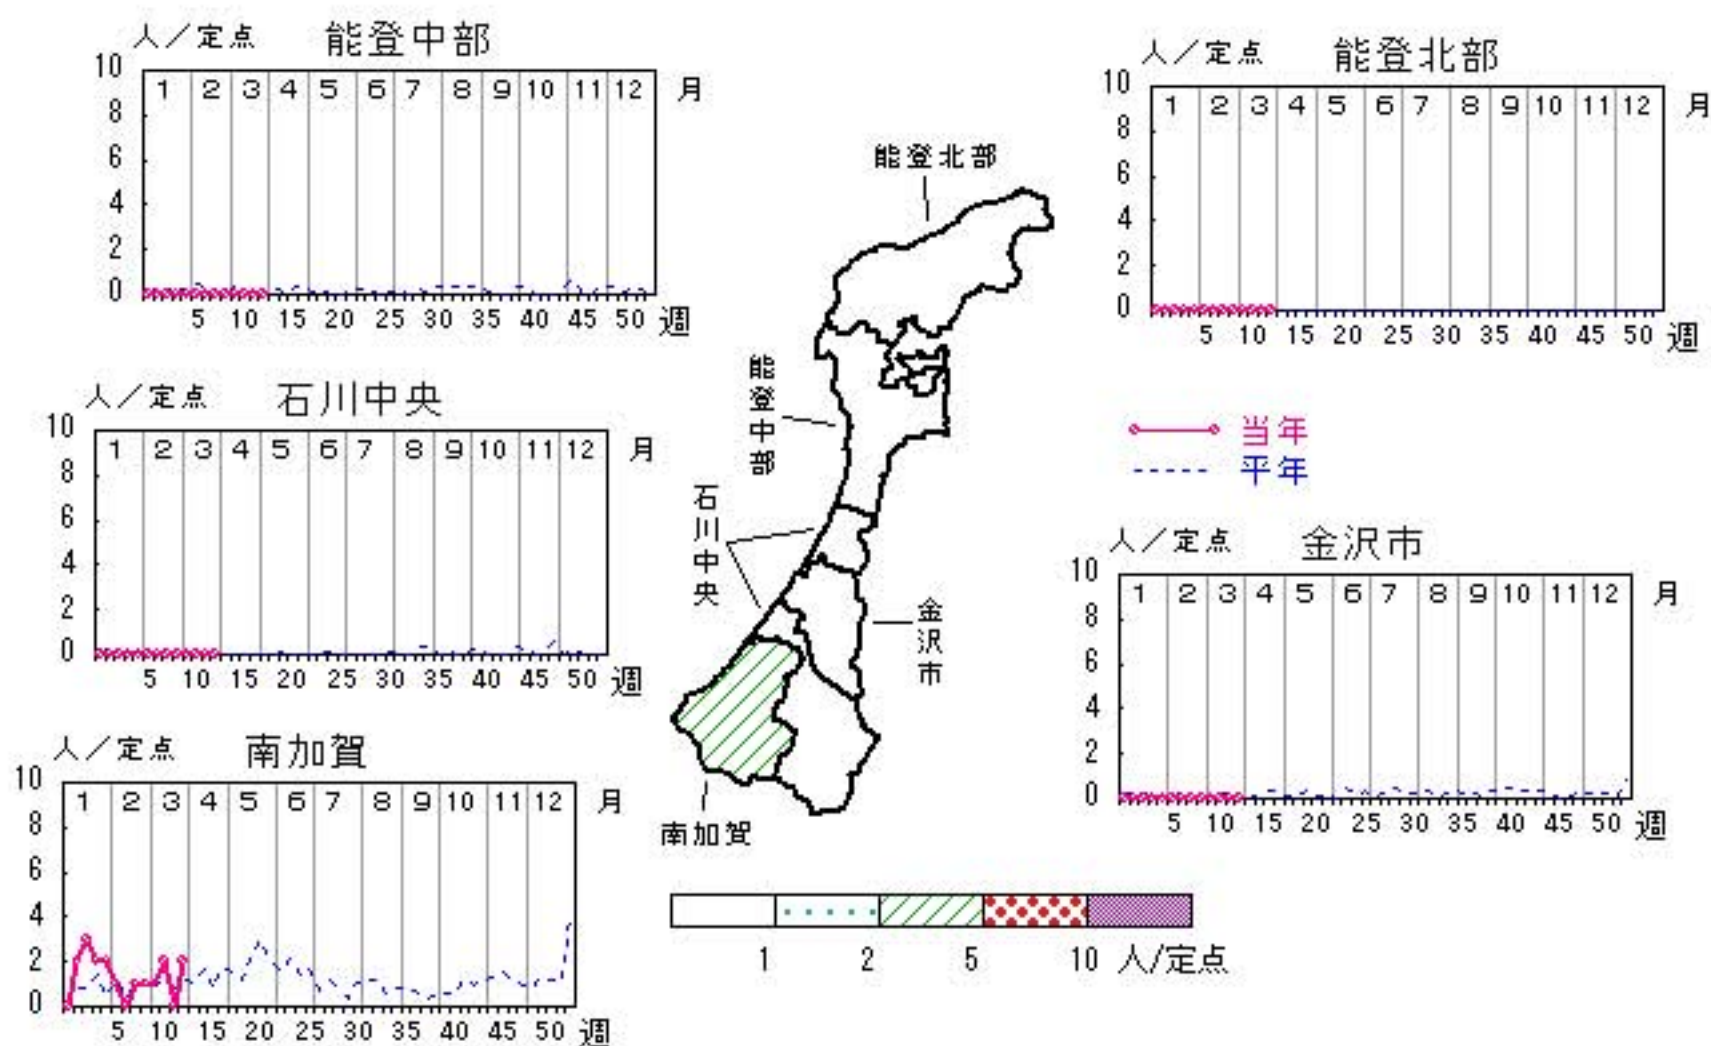 人／定点 能登中部
10 8 6 4 2 0
1 2 3 4 5 6 7 8 9 10 11 12 月
5 10 15 20 25 30 35 40 45 50 週
人／定点 能登北部
10 8 6 4 2 0
1 2 3 4 5 6 7 8 9 10 11 12 月
5 10 15 20 25 30 35 40 45 50 週
人／定点 石川中央
10 8 6 4 2 0
1 2 3 4 5 6 7 8 9 10 11 12 月
5 10 15 20 25 30 35 40 45 50 週
当年
平年
人／定点 金沢市
10 8 6 4 2 0
1 2 3 4 5 6 7 8 9 10 11 12 月
5 10 15 20 25 30 35 40 45 50 週
人／定点 南加賀
10 8 6 4 2 0
1 2 3 4 5 6 7 8 9 10 11 12 月
5 10 15 20 25 30 35 40 45 50 週
能登北部
能登中部
石川中央
金沢市
南加賀
1 2 5 10 人/定点